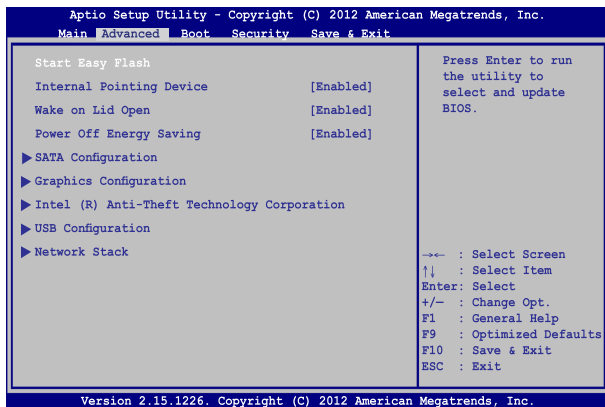 Aptio Setup Utility - Copyright (C) 2012 American Megatrends, Inc.
Main Advanced Boot Security Save & Exit
Start Easy Flash
Internal Pointing Device [Enabled]
Wake on Lid Open [Enabled]
Power Off Energy Saving [Enabled]
SATA Configuration
Graphics Configuration
Intel (R) Anti-Theft Technology Corporation
USB Configuration
Network Stack
Press Enter to run
the utility to
select and update
BIOS.
→← : Select Screen
↑↓ : Select Item
Enter: Select
+/— : Change Opt.
F1 : General Help
F9 : Optimized Defaults
F10 : Save & Exit
ESC : Exit
Version 2.15.1226. Copyright (C) 2012 American Megatrends, Inc.